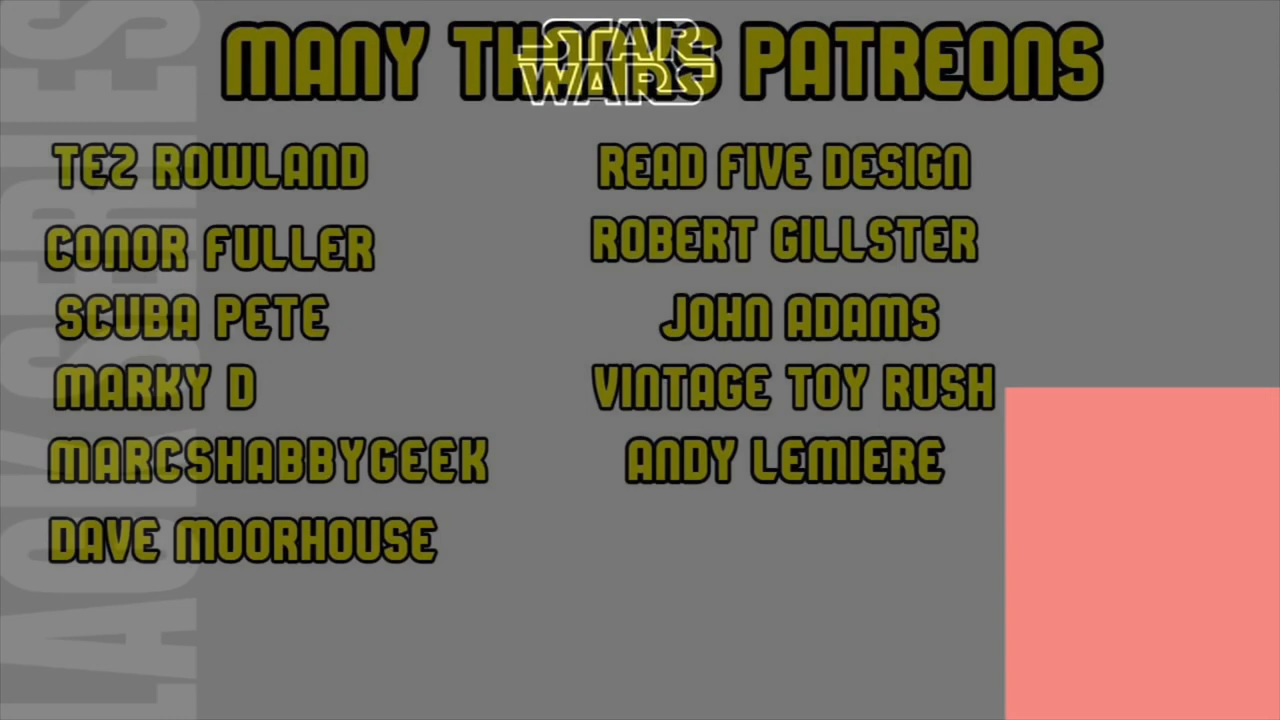 MANY THANKS PATREONS
STAR
WARS
TEZ ROWLAND
CONOR FULLER
SCUBA PETE
MARKY D
MARCSHABBYGEEK
DAVE MOORHOUSE
READ FIVE DESIGN
ROBERT GILLSTER
JOHN ADAMS
VINTAGE TOY RUSH
ANDY LEMIERE